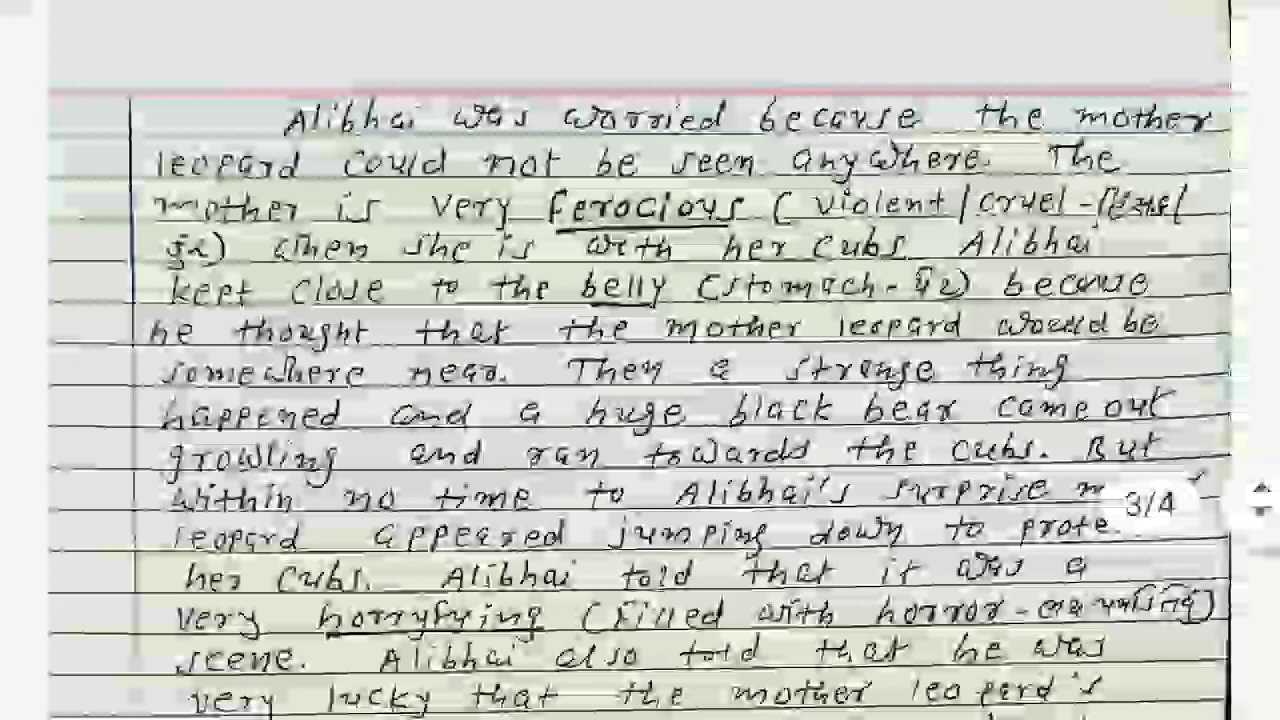 Alibhai was worried because the mother
leopard could not be seen anywhere. The
mother is very ferocious (violent/cruel-
when she is with her cubs. Alibhai
kept close to the belly (stomach-
he thought that the mother leopard would be
somewhere near. Then a strange thing
happened and a huge black bear came out
growling and ran towards the cubs. But
within no time to Alibhai's surprise
leopard appeared jumping down to
her cubs. Alibhai told that it was a
very horryfying (filled with horror-
scene. Alibhai also told that he was
very lucky that the mother leoperd's
3/4